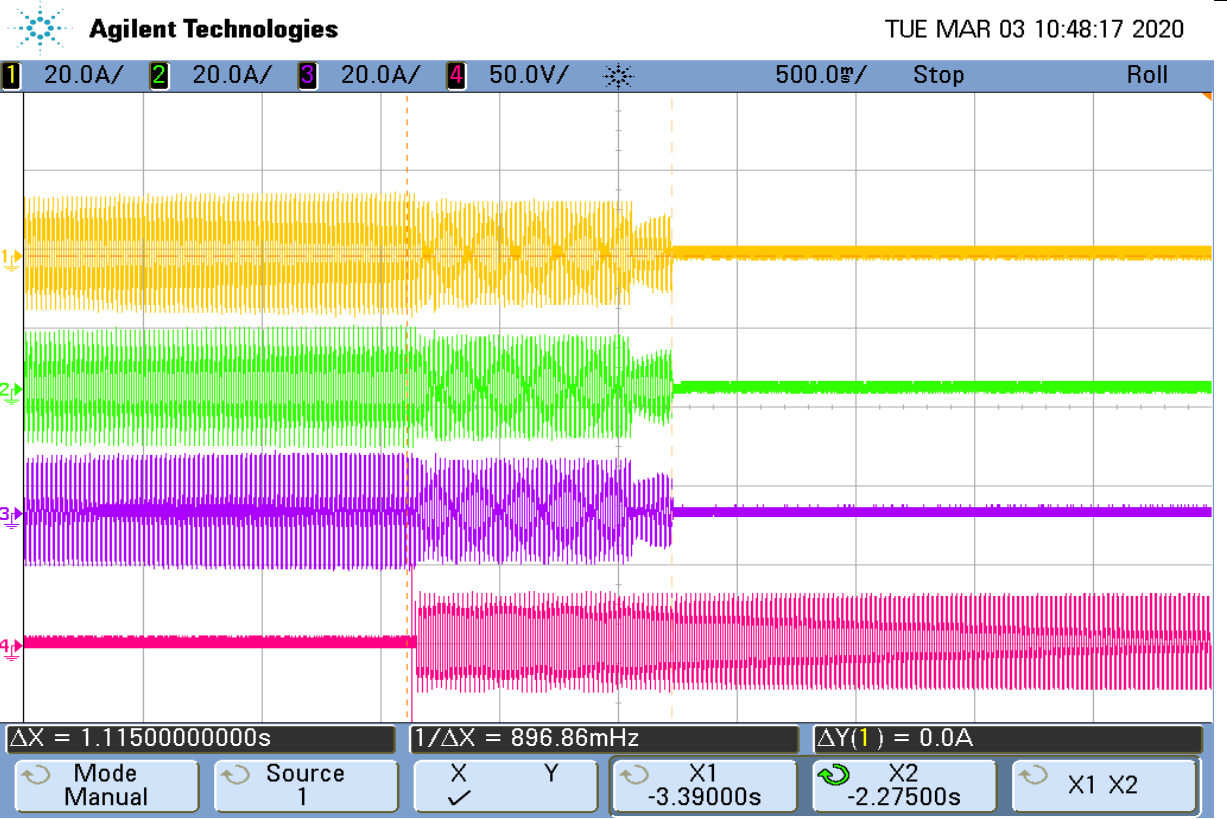 Agilent Technologies TUE MAR 03 10:48:17 2020
1 20.0A/ 2 20.0A/ 3 20.0A/ 4 50.0V/ 500.0ms/ Stop Roll
1
2
3
4
ΔX = 1.11500000000s 1/ΔX = 896.86mHz ΔY(1) = 0.0A
Mode Source X Y X1 X2 X1 X2
Manual 1 ✓ -3.39000s -2.27500s